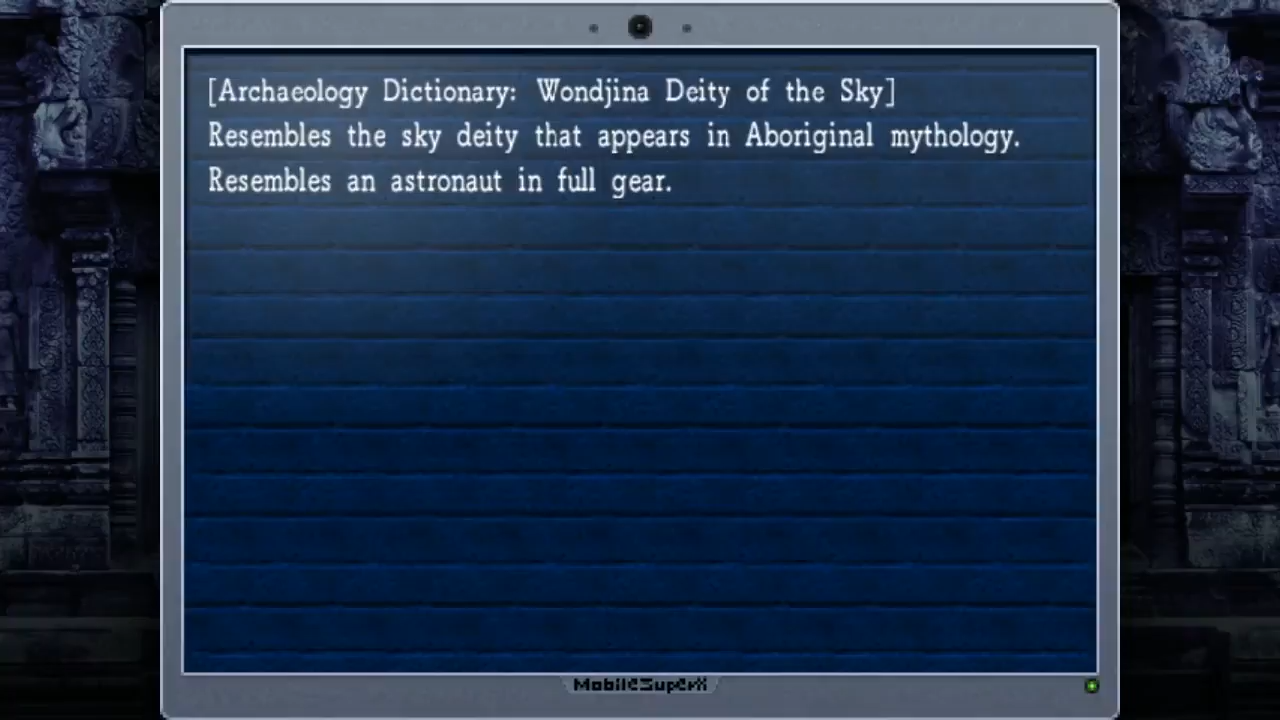 [Archaeology Dictionary: Wondjina Deity of the Sky]
Resembles the sky deity that appears in Aboriginal mythology.
Resembles an astronaut in full gear.
MobileSuperX